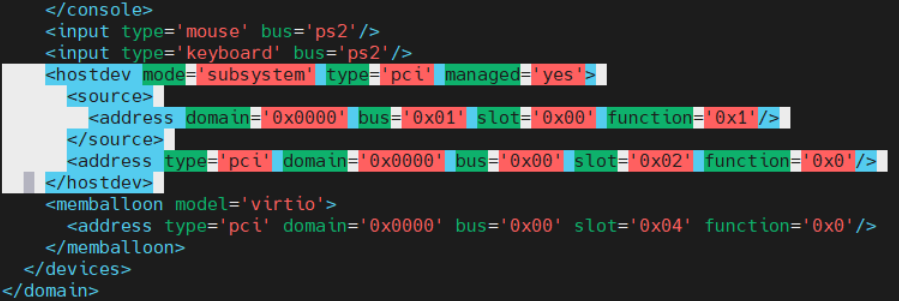 </console>
    <input type='mouse' bus='ps2'/>
    <input type='keyboard' bus='ps2'/>
    <hostdev mode='subsystem' type='pci' managed='yes'>
      <source>
        <address domain='0x0000' bus='0x01' slot='0x00' function='0x1'/>
      </source>
      <address type='pci' domain='0x0000' bus='0x00' slot='0x02' function='0x0'/>
    </hostdev>
    <memballoon model='virtio'>
      <address type='pci' domain='0x0000' bus='0x00' slot='0x04' function='0x0'/>
    </memballoon>
  </devices>
</domain>